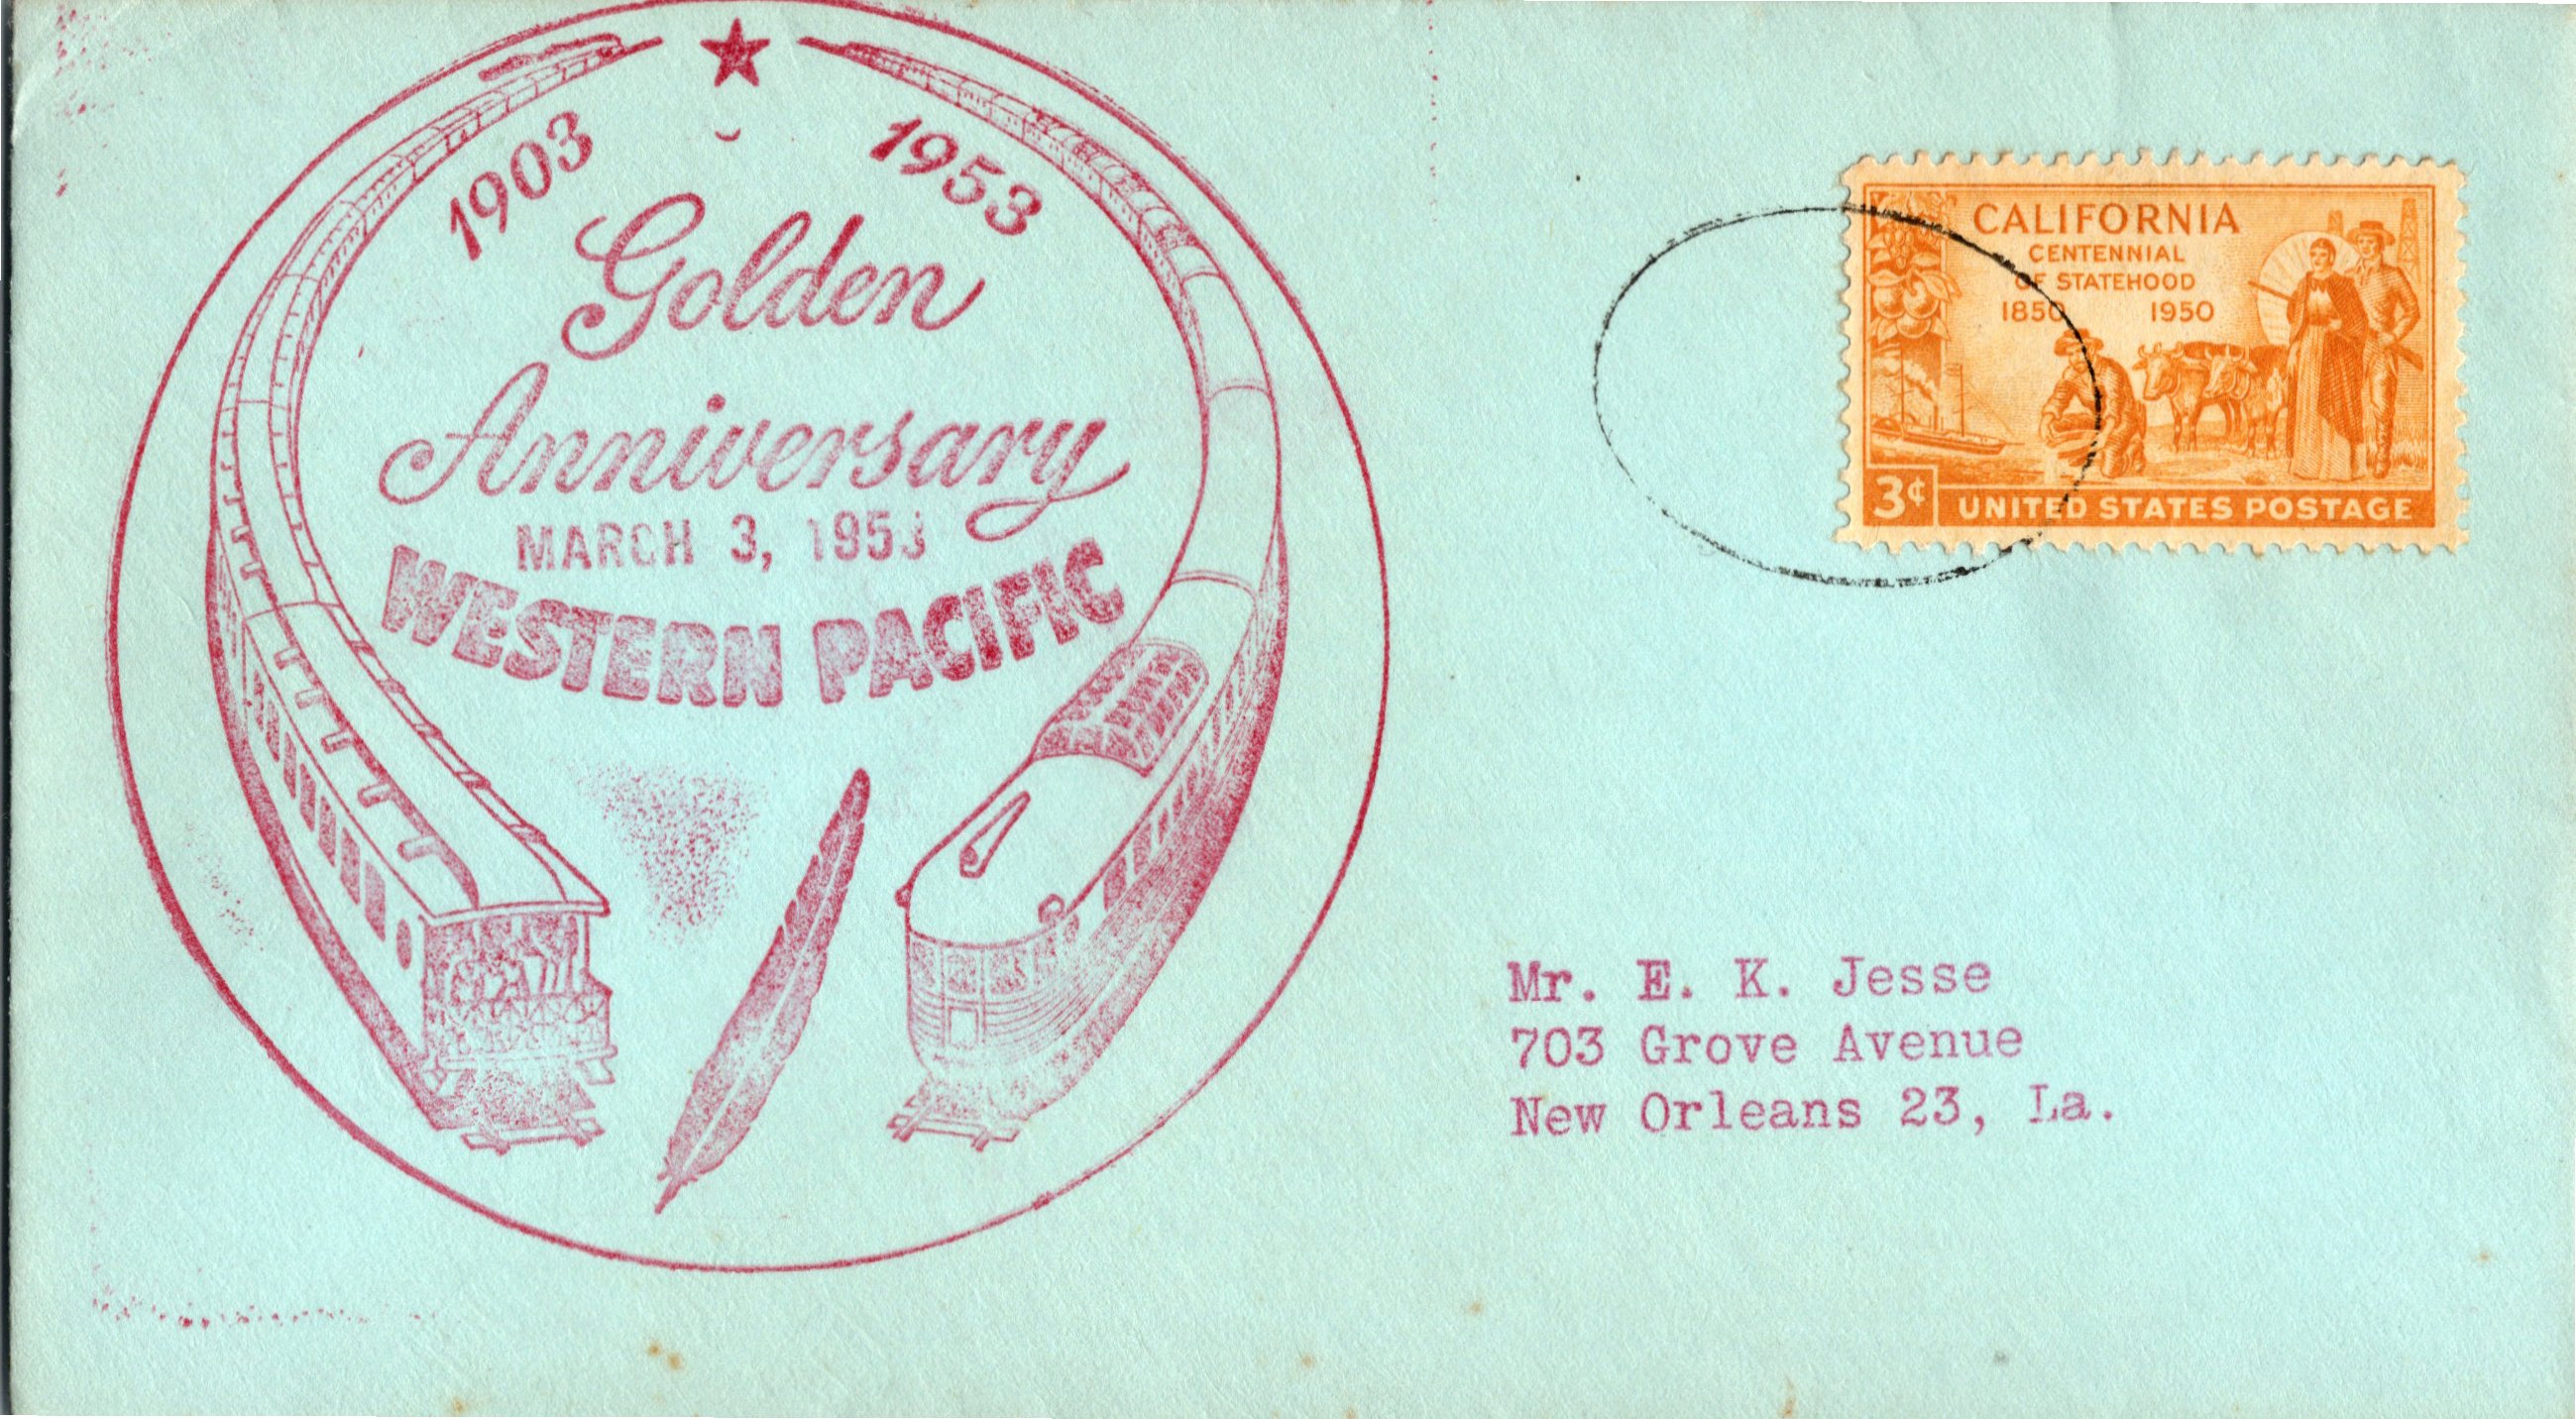 1903 1953
Golden
Anniversary
MARCH 3, 1953
WESTERN PACIFIC
CALIFORNIA
CENTENNIAL
OF STATEHOOD
1850 1950
3¢ UNITED STATES POSTAGE
Mr. E. K. Jesse
703 Grove Avenue
New Orleans 23, La.